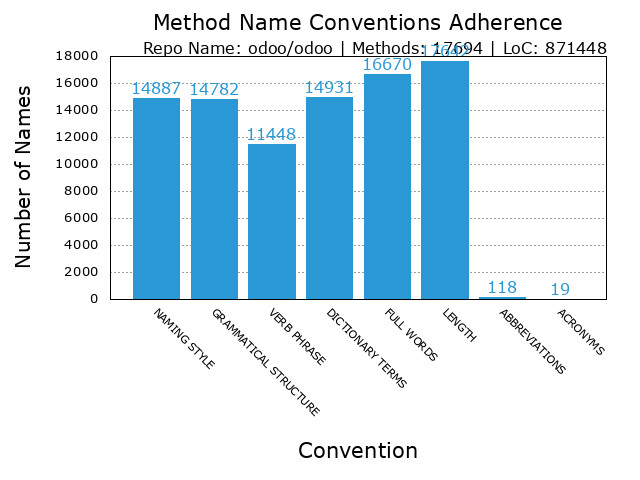 Method Name Conventions Adherence
Repo Name: odoo/odoo | Methods: 17694 | LoC: 871448
18000
16000
14000
12000
10000
8000
6000
4000
2000
0
Number of Names
14887
14782
11448
14931
16670
118
19
NAMING STYLE
GRAMMATICAL STRUCTURE
VERB PHRASE
DICTIONARY TERMS
FULL WORDS
LENGTH
ABBREVIATIONS
ACRONYMS
Convention